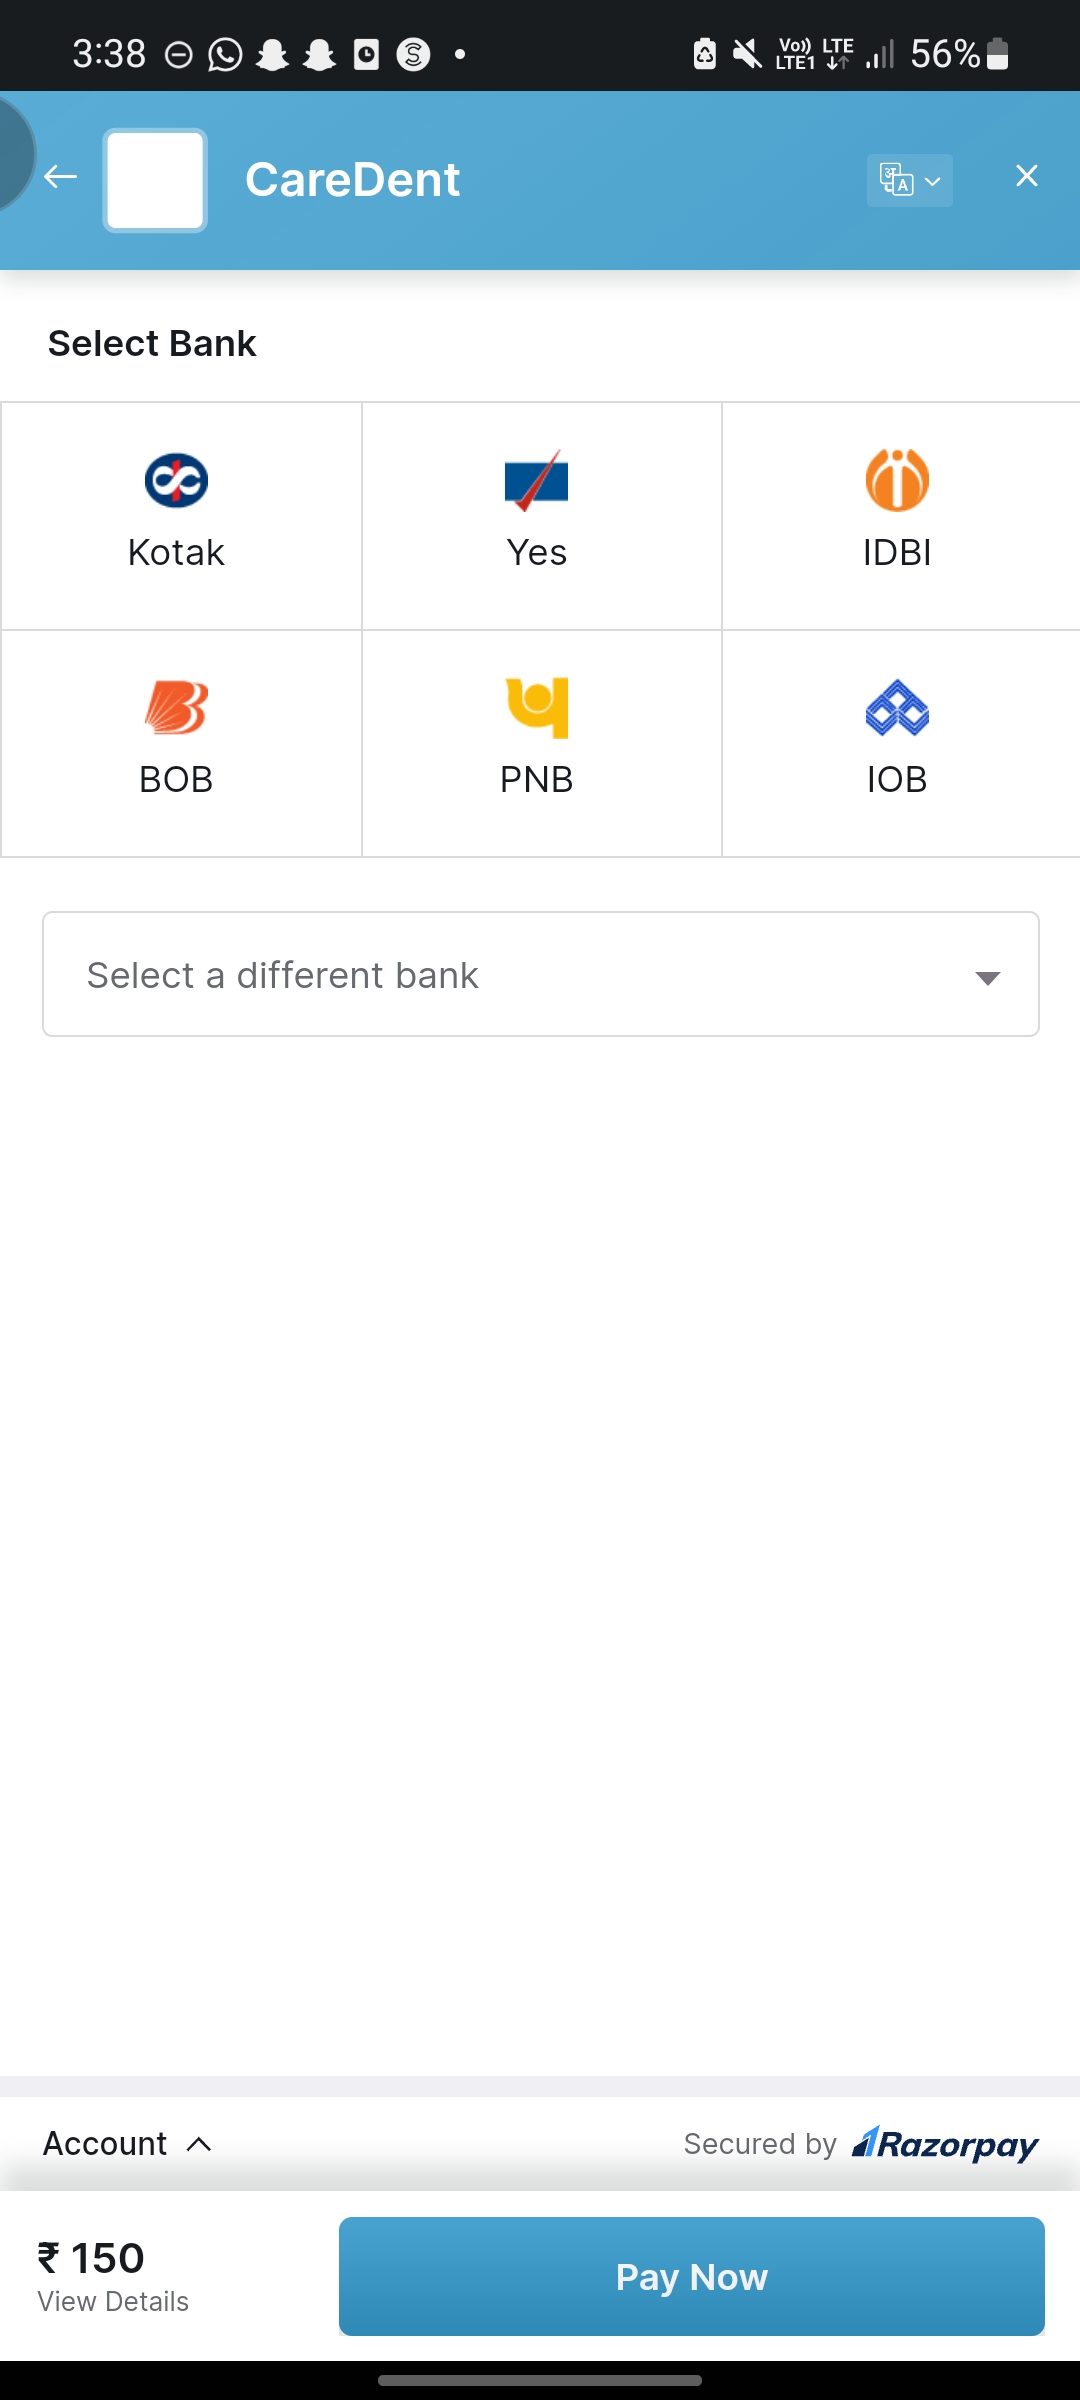 3:38
Vo)) LTE
LTE1
56%
CareDent
Select Bank
Kotak
Yes
IDBI
BOB
PNB
IOB
Select a different bank
Account
Secured by Razorpay
₹ 150
View Details
Pay Now